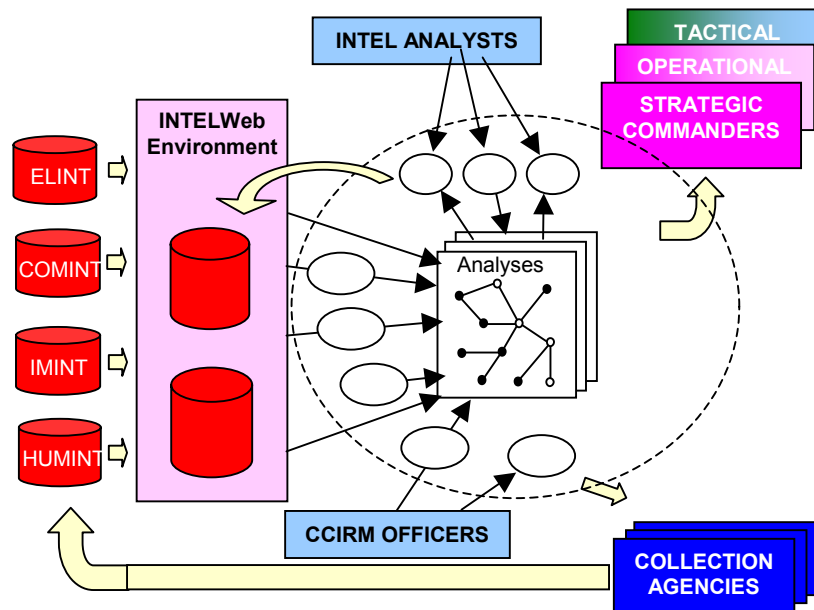 INTEL ANALYSTS
TACTICAL
OPERATIONAL
STRATEGIC
COMMANDERS
INTELWeb
Environment
ELINT
COMINT
IMINT
HUMINT
Analyses
CCIRM OFFICERS
COLLECTION
AGENCIES